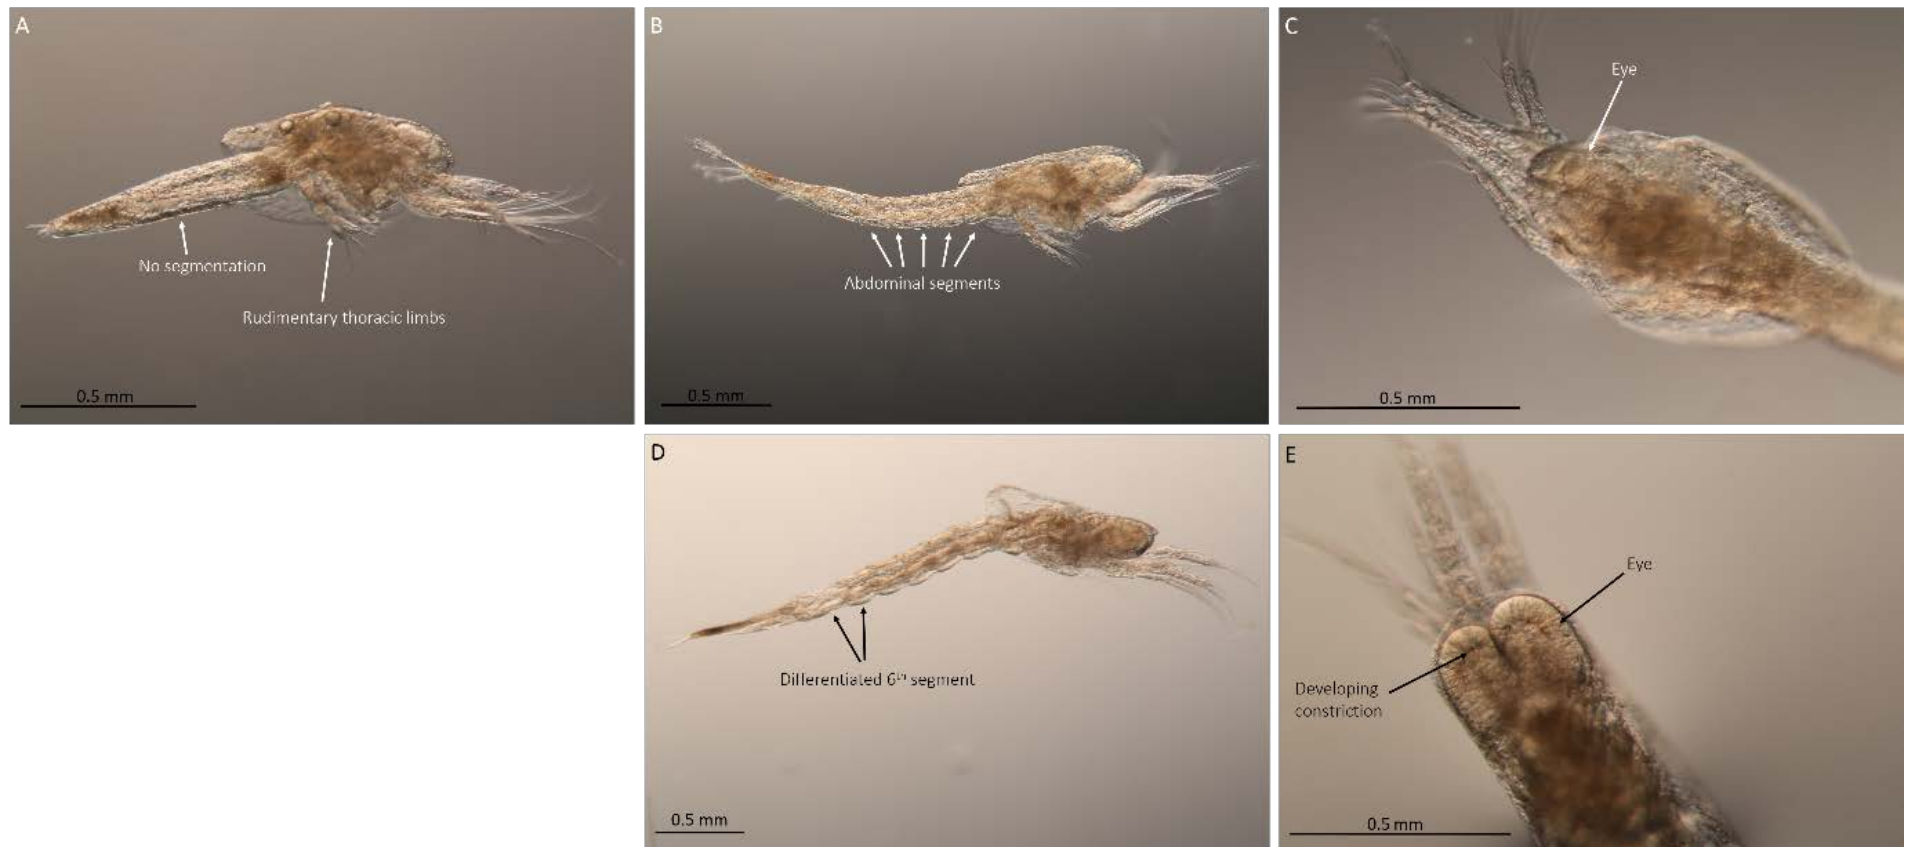 A
No segmentation
Rudimentary thoracic limbs
0.5 mm
B
Abdominal segments
0.5 mm
C
Eye
0.5 mm
D
Differentiated 6ᵗʰ segment
0.5 mm
E
Eye
Developing
constriction
0.5 mm